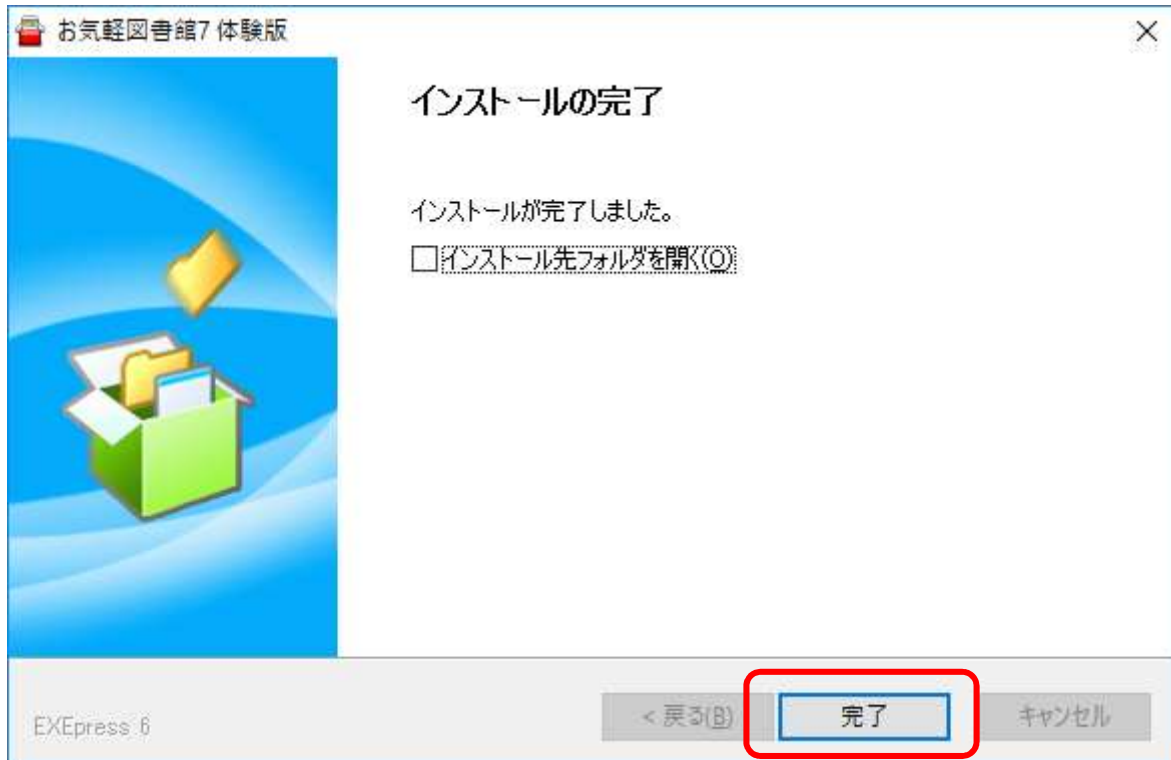 お気軽図書館7 体験版
インストールの完了
インストールが完了しました。
インストール先フォルダを開く(O)
EXEpress 6
< 戻る(B)
完了
キャンセル